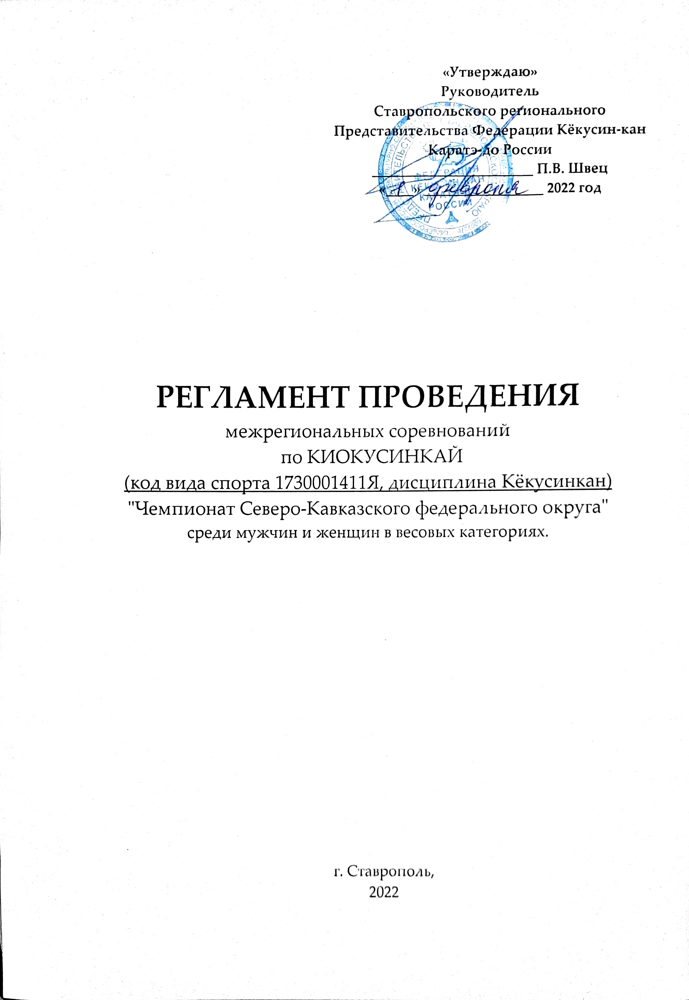 «Утверждаю»
Руководитель
Ставропольского регионального
Представительства Федерации Кёкусин-кан
Каратэ-до России
П.В. Швец
« » февраля 2022 год
РОССИИ
РЕГЛАМЕНТ ПРОВЕДЕНИЯ
межрегиональных соревнований
по КИОКУСИНКАЙ
(код вида спорта 1730001411Я, дисциплина Кёкусинкан)
"Чемпионат Северо-Кавказского федерального округа"
среди мужчин и женщин в весовых категориях.
г. Ставрополь,
2022